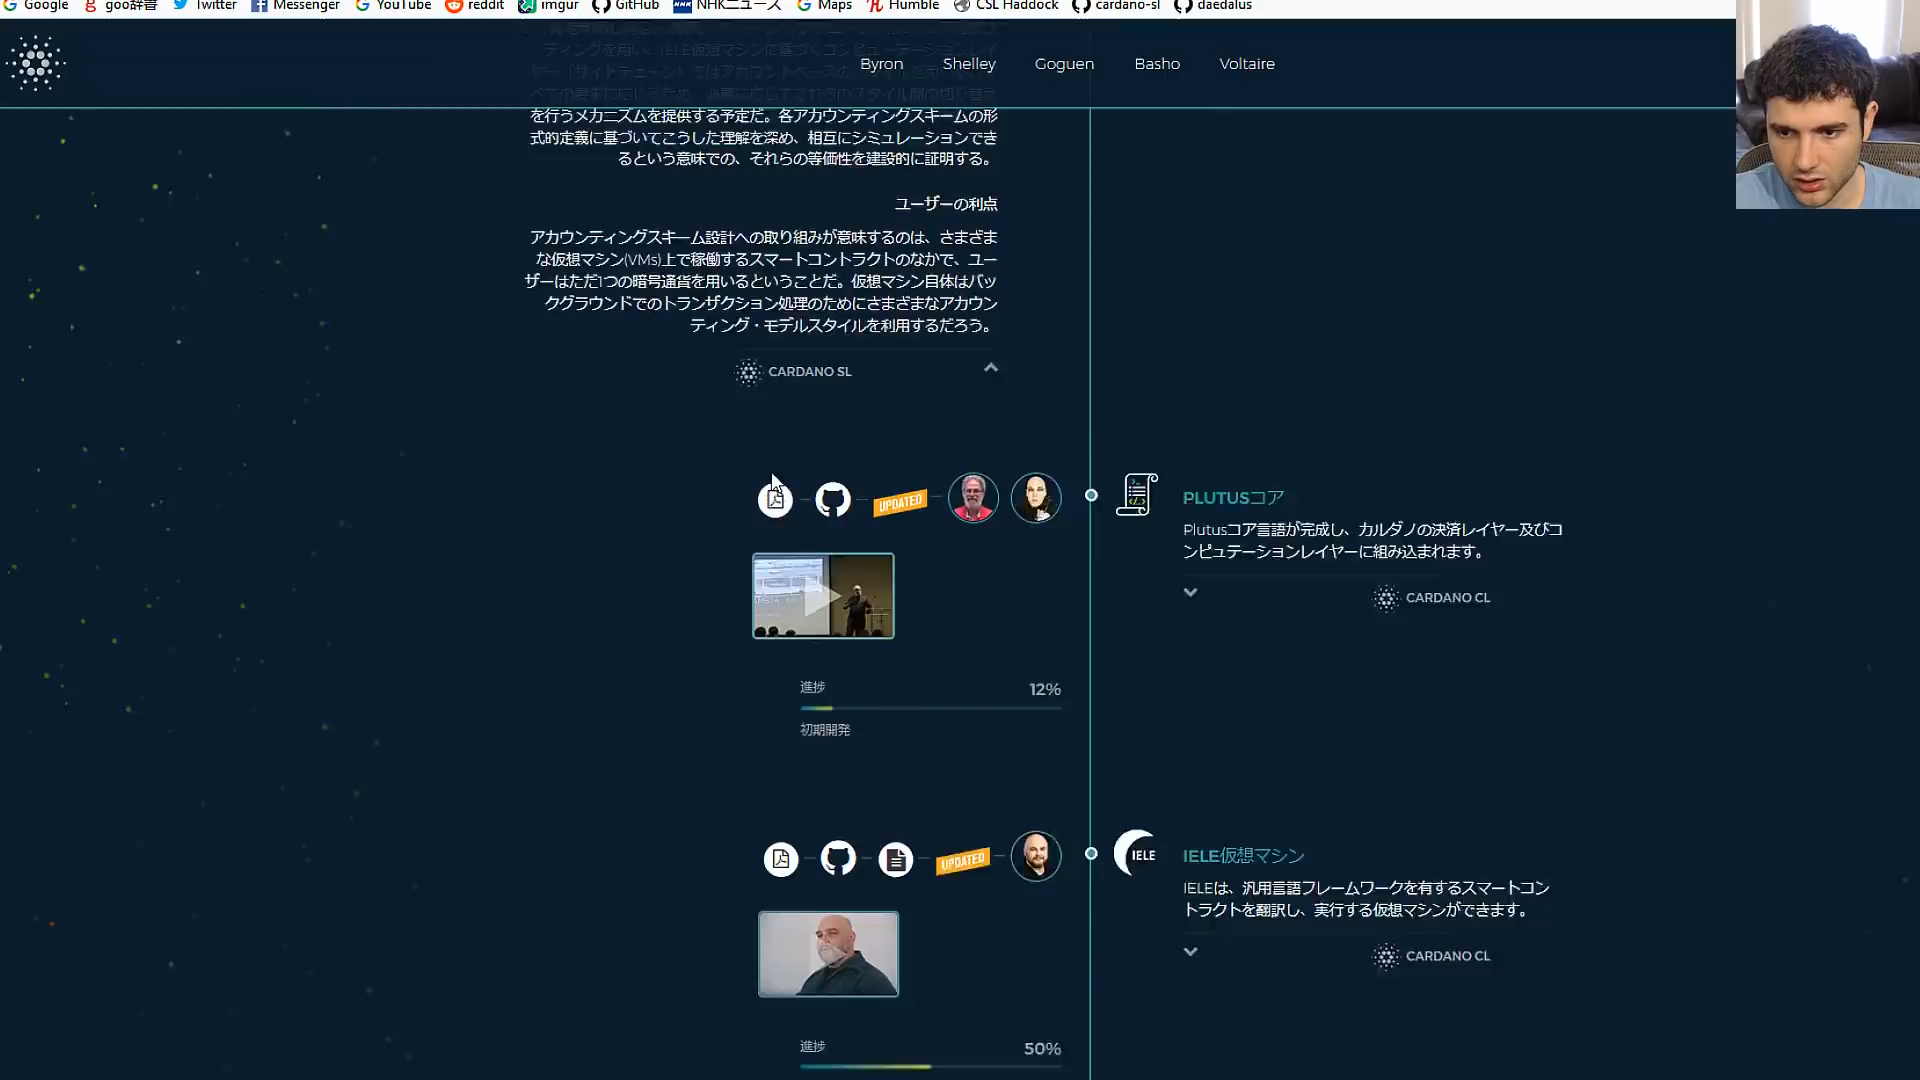 Google goo辞書 Twitter Facebook Messenger YouTube reddit imgur GitHub NHKニュース Maps Humble CSL Haddock cardano-sl daedalus
Byron Shelley Goguen Basho Voltaire
を行うメカニズムを提供する予定だ。各アカウンティングスキームの形
式的定義に基づいてこうした理解を深め、相互にシミュレーションでき
るという意味での、それらの等価性を建設的に証明する。
ユーザーの利点
アカウンティングスキーム設計への取り組みが意味するのは、さまざま
な仮想マシン(VMs)上で稼働するスマートコントラクトのなかで、ユー
ザーはただ1つの暗号通貨を用いるということだ。仮想マシン自体はバッ
クグラウンドでのトランザクション処理のためにさまざまなアカウン
ティング・モデルスタイルを利用するだろう。
CARDANO SL
UPDATED
PLUTUSコア
Plutusコア言語が完成し、カルダノの決済レイヤー及びコ
ンピュテーションレイヤーに組み込まれます。
CARDANO CL
進捗 12%
初期開発
UPDATED
IELE
IELE仮想マシン
IELEは、汎用言語フレームワークを有するスマートコン
トラクトを翻訳し、実行する仮想マシンができます。
CARDANO CL
進捗 50%